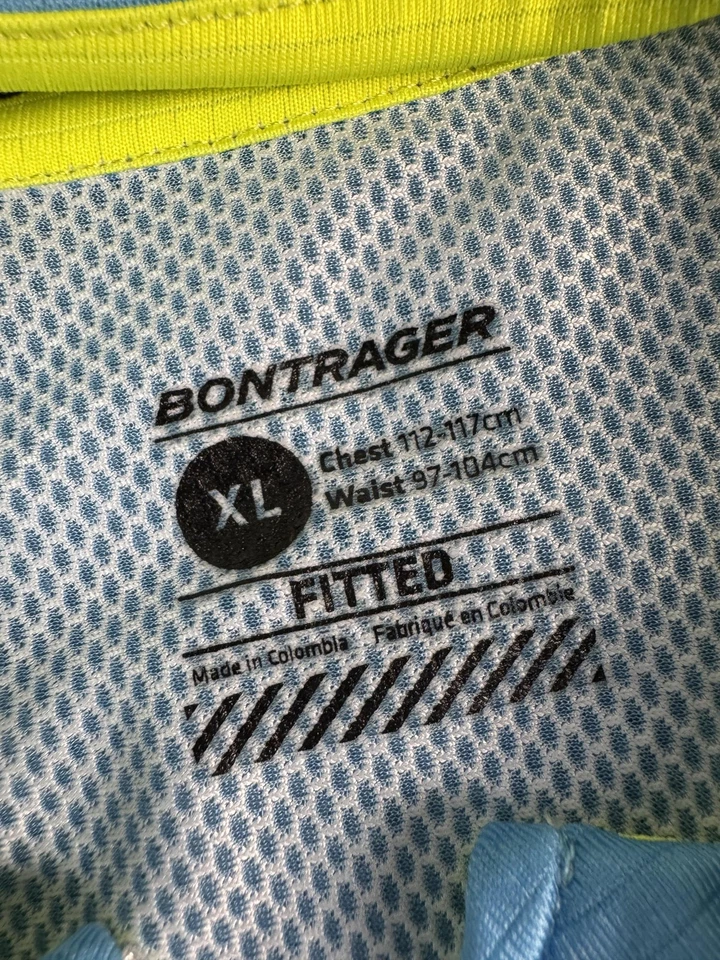 BONTRAGER
XL
Chest 112-117cm
Waist 97-104cm
FITTED
Made in Colombia Fabriqué en Colombie